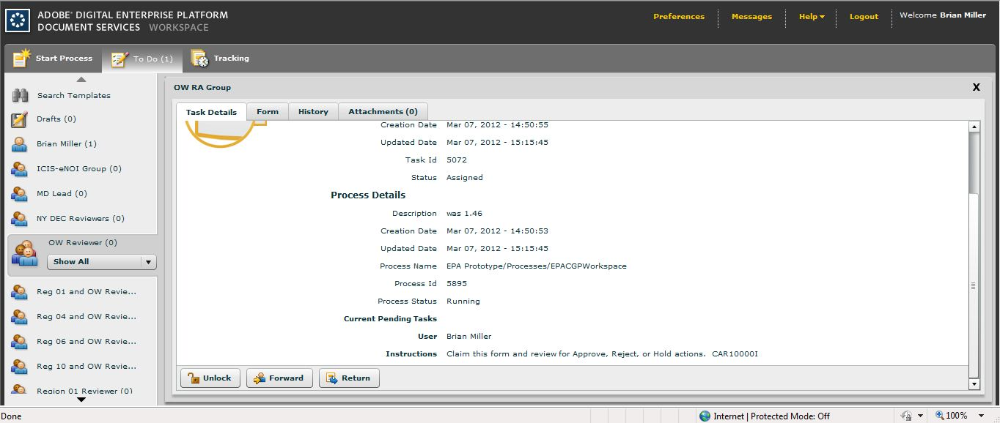 ADOBE® DIGITAL ENTERPRISE PLATFORM
DOCUMENT SERVICES WORKSPACE
Preferences
Messages
Help
Logout
Welcome Brian Miller
Start Process
To Do (1)
Tracking
Search Templates
Drafts (0)
Brian Miller (1)
ICIS-eNOI Group (0)
MD Lead (0)
NY DEC Reviewers (0)
OW Reviewer (0)
Show All
Reg 01 and OW Revie...
Reg 04 and OW Revie...
Reg 06 and OW Revie...
Reg 10 and OW Revie...
Region 01 Reviewer (0)
OW RA Group
X
Task Details
Form
History
Attachments (0)
Creation Date Mar 07, 2012 - 14:50:55
Updated Date Mar 07, 2012 - 15:15:45
Task Id 5072
Status Assigned
Process Details
Description was 1.46
Creation Date Mar 07, 2012 - 14:50:53
Updated Date Mar 07, 2012 - 15:15:45
Process Name EPA Prototype/Processes/EPACGPWorkspace
Process Id 5895
Process Status Running
Current Pending Tasks
User Brian Miller
Instructions Claim this form and review for Approve, Reject, or Hold actions. CAR10000I
Unlock
Forward
Return
Done
Internet | Protected Mode: Off
100%